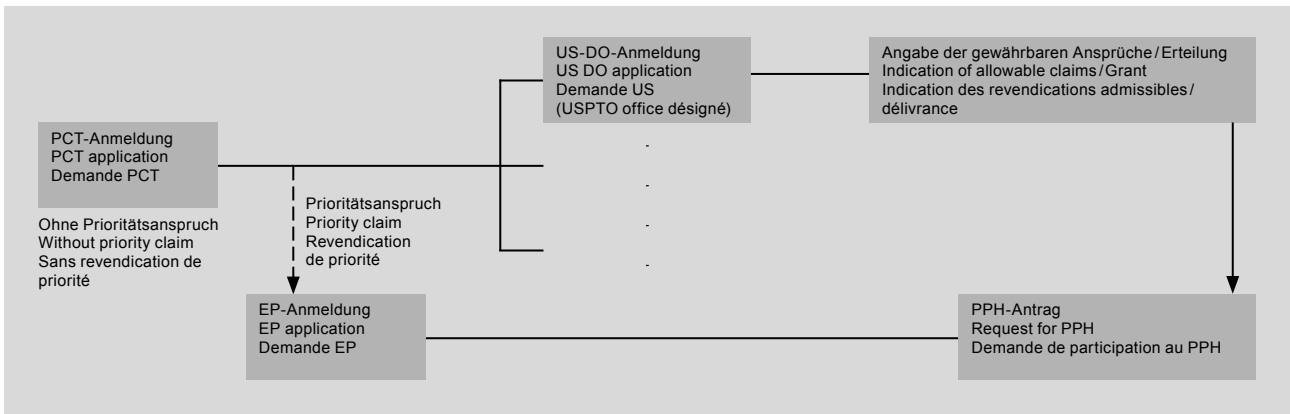 US-DO-Anmeldung
US DO application
Demande US
(USPTO office désigné)
Angabe der gewährbaren Ansprüche/Erteilung
Indication of allowable claims/Grant
Indication des revendications admissibles/
délivrance
PCT-Anmeldung
PCT application
Demande PCT
Ohne Prioritätsanspruch
Without priority claim
Sans revendication de
priorité
Prioritätsanspruch
Priority claim
Revendication
de priorité
EP-Anmeldung
EP application
Demande EP
PPH-Antrag
Request for PPH
Demande de participation au PPH